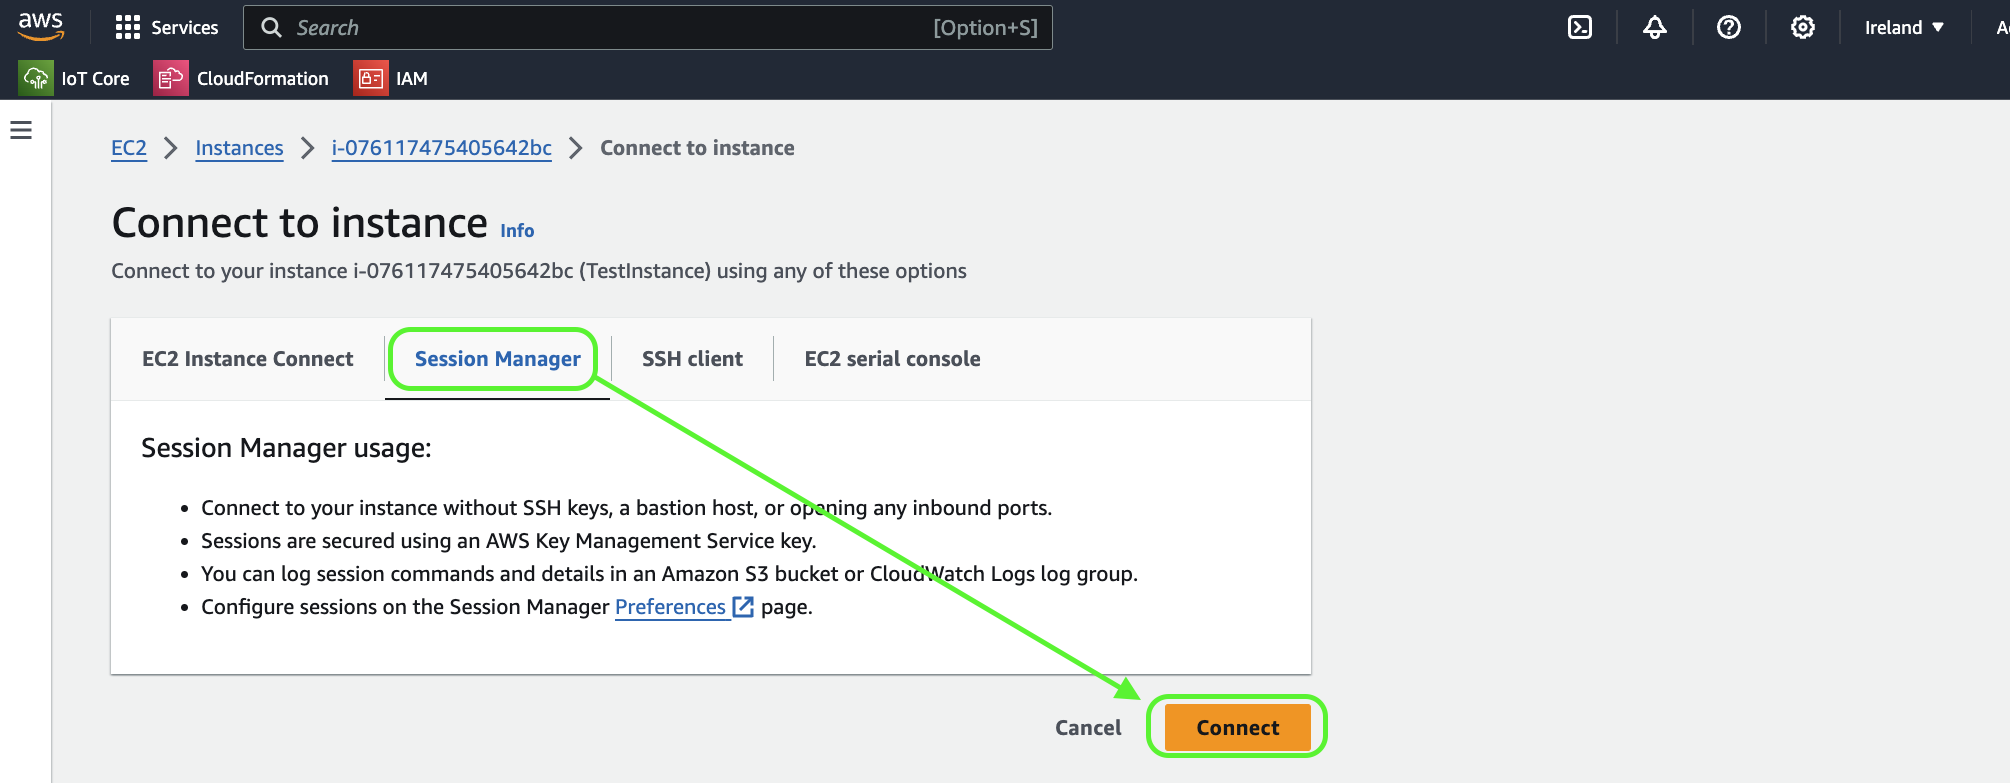 aws
Services
Search
[Option+S]
Ireland
IoT Core
CloudFormation
IAM
EC2 Instances i-076117475405642bc Connect to instance
Connect to instance Info
Connect to your instance i-076117475405642bc (TestInstance) using any of these options
EC2 Instance Connect
Session Manager
SSH client
EC2 serial console
Session Manager usage:
• Connect to your instance without SSH keys, a bastion host, or opening any inbound ports.
• Sessions are secured using an AWS Key Management Service key.
• You can log session commands and details in an Amazon S3 bucket or CloudWatch Logs log group.
• Configure sessions on the Session Manager Preferences page.
Cancel
Connect